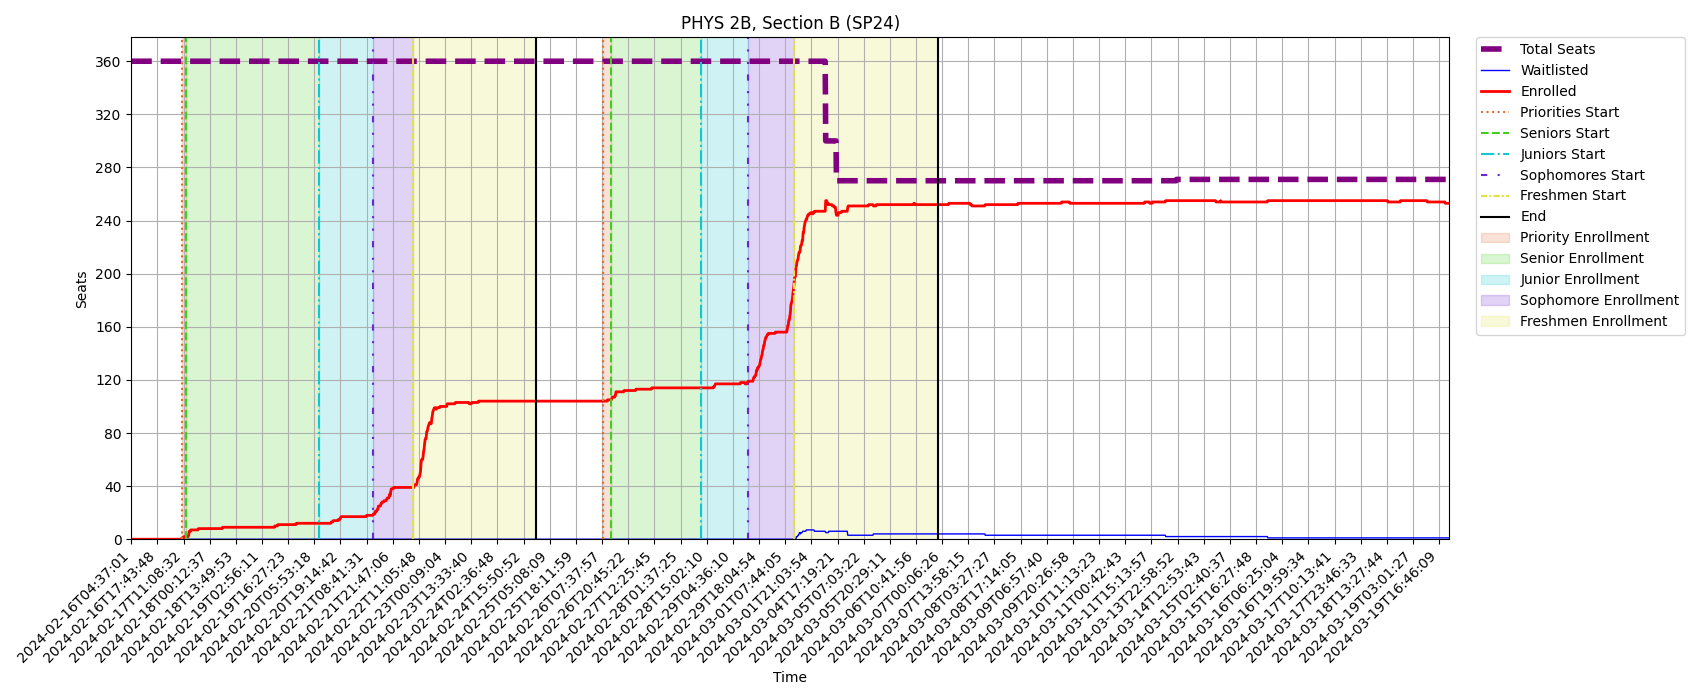 PHYS 2B, Section B (SP24)
Seats
360
320
280
240
200
160
120
80
40
0
2024-02-16T04:37:01
2024-02-16T17:43:48
2024-02-17T11:08:32
2024-02-18T00:12:37
2024-02-18T13:49:53
2024-02-19T02:56:11
2024-02-19T16:27:23
2024-02-20T05:53:18
2024-02-20T19:14:42
2024-02-21T08:41:31
2024-02-21T21:47:06
2024-02-22T11:05:48
2024-02-23T00:09:04
2024-02-23T13:33:40
2024-02-24T02:36:48
2024-02-24T15:50:52
2024-02-25T05:08:09
2024-02-25T18:11:59
2024-02-26T07:37:57
2024-02-26T20:45:22
2024-02-27T12:25:45
2024-02-28T01:37:25
2024-02-28T15:02:10
2024-02-29T04:36:10
2024-02-29T18:04:54
2024-03-01T07:44:05
2024-03-01T21:03:54
2024-03-04T17:19:21
2024-03-05T07:03:22
2024-03-05T20:29:11
2024-03-06T10:41:56
2024-03-07T00:06:26
2024-03-07T13:58:15
2024-03-08T03:27:27
2024-03-08T17:14:05
2024-03-09T06:57:40
2024-03-09T20:26:58
2024-03-10T11:13:23
2024-03-11T00:42:43
2024-03-11T15:13:57
2024-03-13T22:58:52
2024-03-14T12:53:43
2024-03-15T02:40:37
2024-03-15T16:27:48
2024-03-16T06:25:04
2024-03-16T19:59:34
2024-03-17T10:13:41
2024-03-17T23:46:33
2024-03-18T13:27:44
2024-03-19T03:01:27
2024-03-19T16:46:09
Time
Total Seats
Waitlisted
Enrolled
Priorities Start
Seniors Start
Juniors Start
Sophomores Start
Freshmen Start
End
Priority Enrollment
Senior Enrollment
Junior Enrollment
Sophomore Enrollment
Freshmen Enrollment